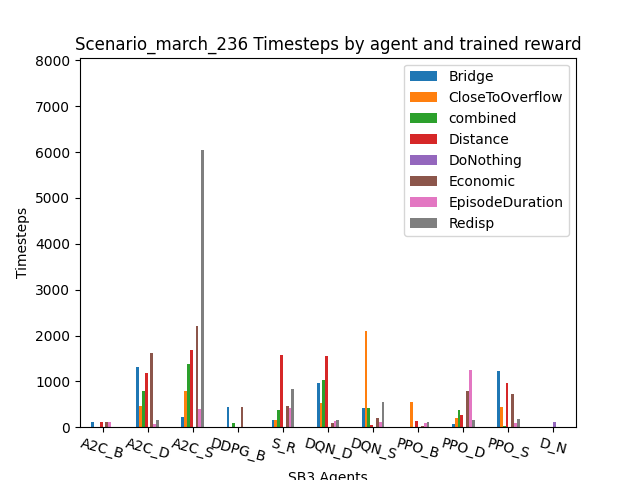 Scenario_march_236 Timesteps by agent and trained reward
8000
7000
6000
5000
4000
3000
2000
1000
0
Timesteps
Bridge
CloseToOverflow
combined
Distance
DoNothing
Economic
EpisodeDuration
Redisp
A2C_B
A2C_D
A2C_S
DDPG_B
S_R
DQN_D
DQN_S
PPO_B
PPO_D
PPO_S
D_N
SB3 Agents